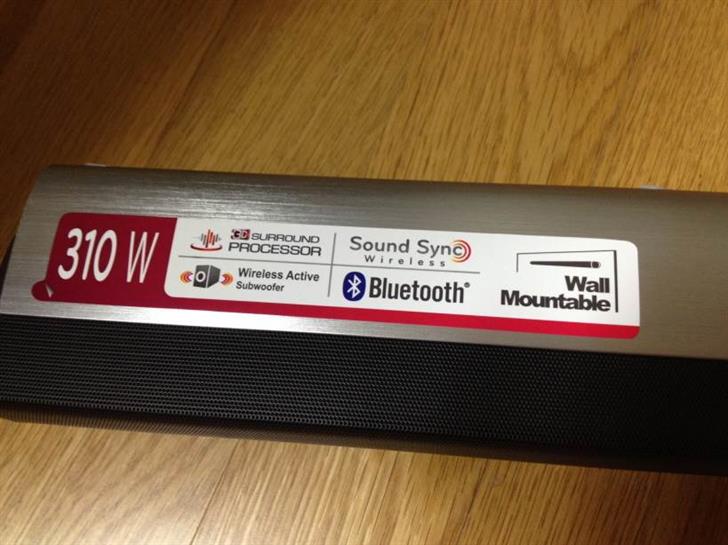 310 W
3D SURROUND
PROCESSOR
Wireless Active
Subwoofer
Sound Sync
Wireless
Bluetooth®
Wall
Mountable